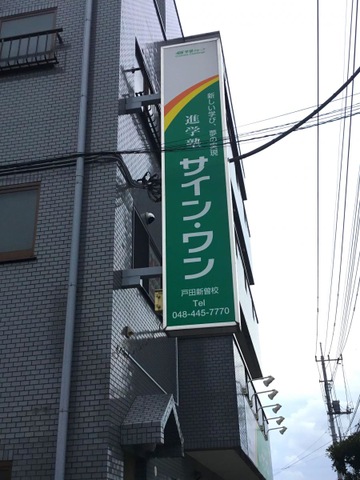 新しい学び、夢の実現
進学塾
サイン・ワン
戸田新曽校
Tel
048-445-7770